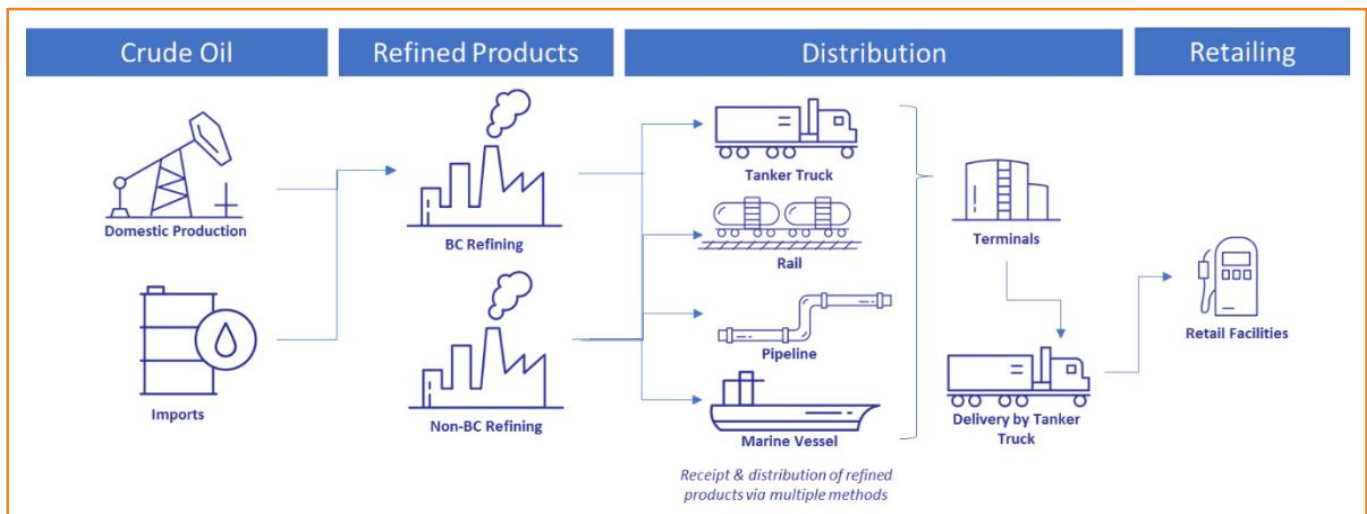 Crude Oil
Refined Products
Distribution
Retailing
Domestic Production
Imports
BC Refining
Non-BC Refining
Tanker Truck
Rail
Pipeline
Marine Vessel
Receipt & distribution of refined
products via multiple methods
Terminals
Delivery by Tanker
Truck
Retail Facilities